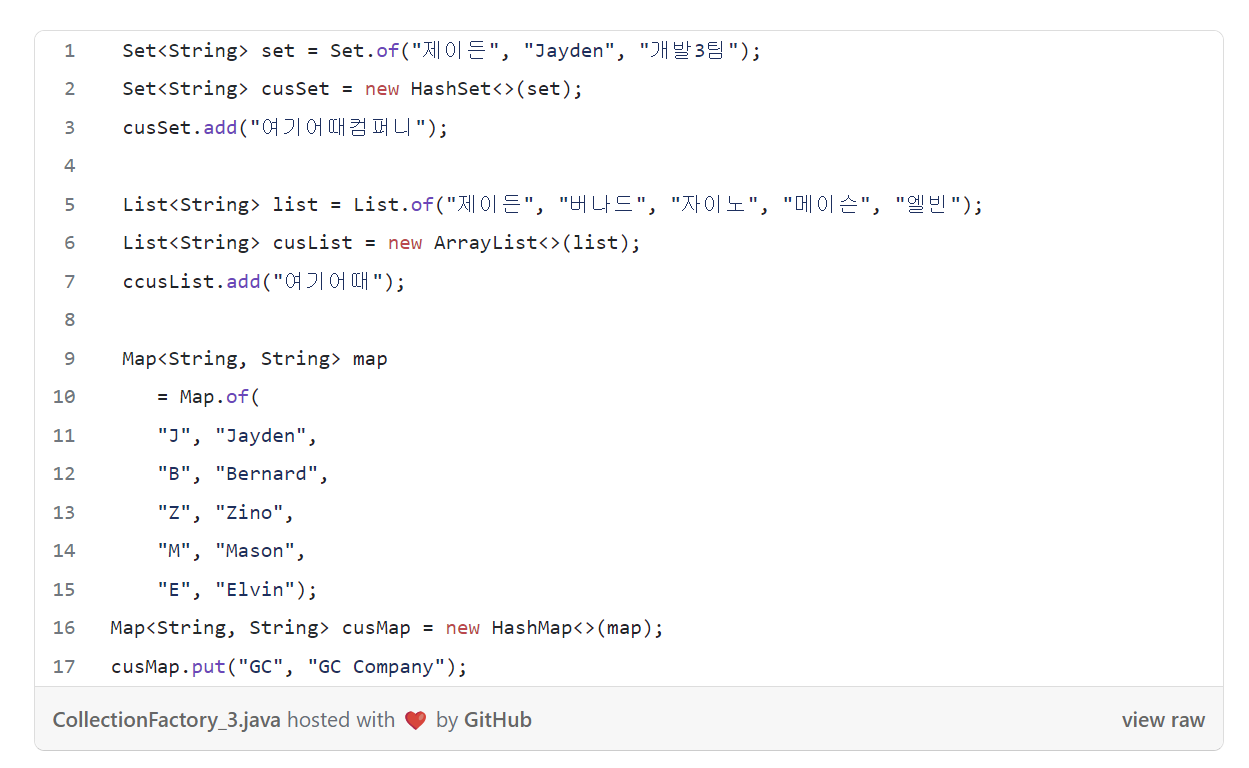 1 Set<String> set = Set.of("제이든", "Jayden", "개발3팀");
2 Set<String> cusSet = new HashSet<>(set);
3 cusSet.add("여기어때컴퍼니");
4
5 List<String> list = List.of("제이든", "버나드", "자이노", "메이슨", "엘빈");
6 List<String> cusList = new ArrayList<>(list);
7 ccusList.add("여기어때");
8
9 Map<String, String> map
10 = Map.of(
11 "J", "Jayden",
12 "B", "Bernard",
13 "Z", "Zino",
14 "M", "Mason",
15 "E", "Elvin");
16 Map<String, String> cusMap = new HashMap<>(map);
17 cusMap.put("GC", "GC Company");
CollectionFactory_3.java hosted with ❤ by GitHub view raw